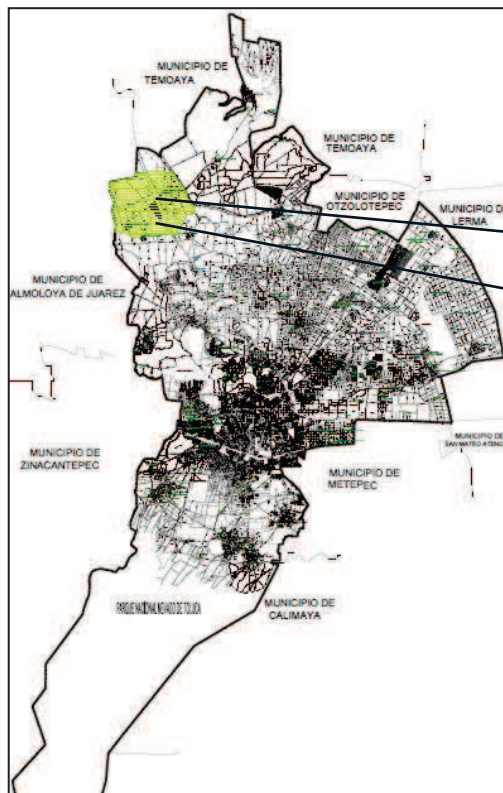 MUNICIPIO DE
TEMOAYA
MUNICIPIO DE
TEMOAYA
MUNICIPIO DE
OTZOLOTEPEC
MUNICIPIO D
LERMA
MUNICIPIO DE
ALMOLOYA DE JUAREZ
MUNICIPIO DE
SAN MATEO ATENC
MUNICIPIO DE
ZINACANTEPEC
MUNICIPIO DE
METEPEC
PARQUE NACIONAL NEVADO DE TOLUCA
MUNICIPIO DE
CALIMAYA